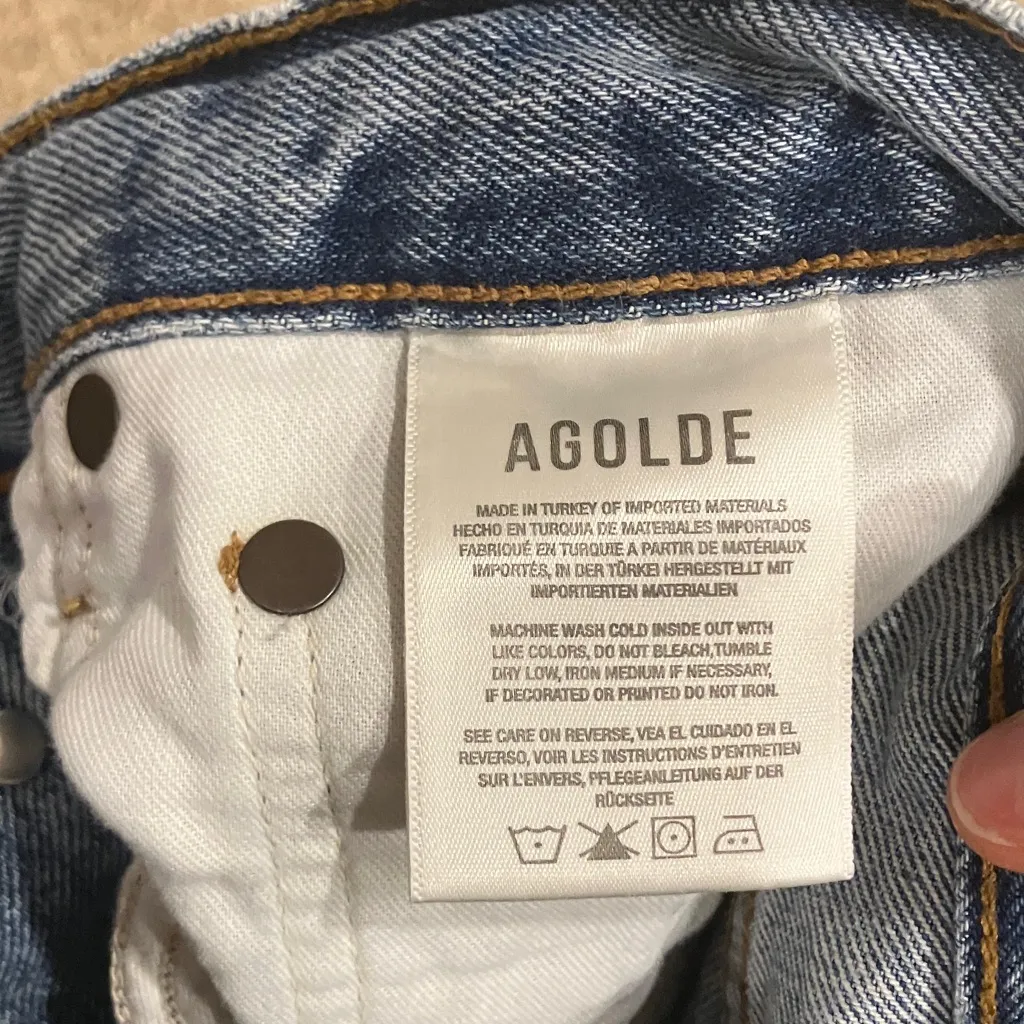 AGOLDE
MADE IN TURKEY OF IMPORTED MATERIALS
HECHO EN TURQUIA DE MATERIALES IMPORTADOS
FABRIQUÉ EN TURQUIE A PARTIR DE MATÉRIAUX
IMPORTÉS, IN DER TÜRKEI HERGESTELLT MIT
IMPORTIERTEN MATERIALIEN
MACHINE WASH COLD INSIDE OUT WITH
LIKE COLORS, DO NOT BLEACH, TUMBLE
DRY LOW, IRON MEDIUM IF NECESSARY,
IF DECORATED OR PRINTED DO NOT IRON.
SEE CARE ON REVERSE, VEA EL CUIDADO EN EL
REVERSO, VOIR LES INSTRUCTIONS D'ENTRETIEN
SUR L'ENVERS, PFLEGEANLEITUNG AUF DER
RÜCKSEITE